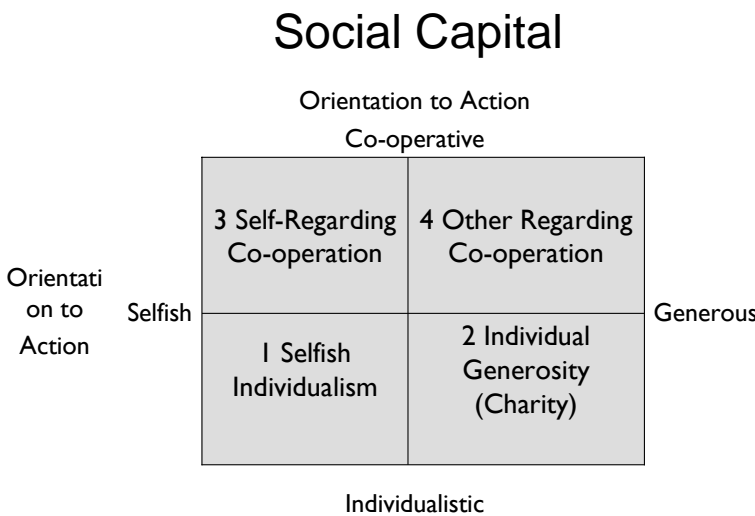 Social Capital
Orientation to Action
Co-operative
3 Self-Regarding
Co-operation
4 Other Regarding
Co-operation
Orientati
on to
Action
Selfish
Generous
1 Selfish
Individualism
2 Individual
Generosity
(Charity)
Individualistic